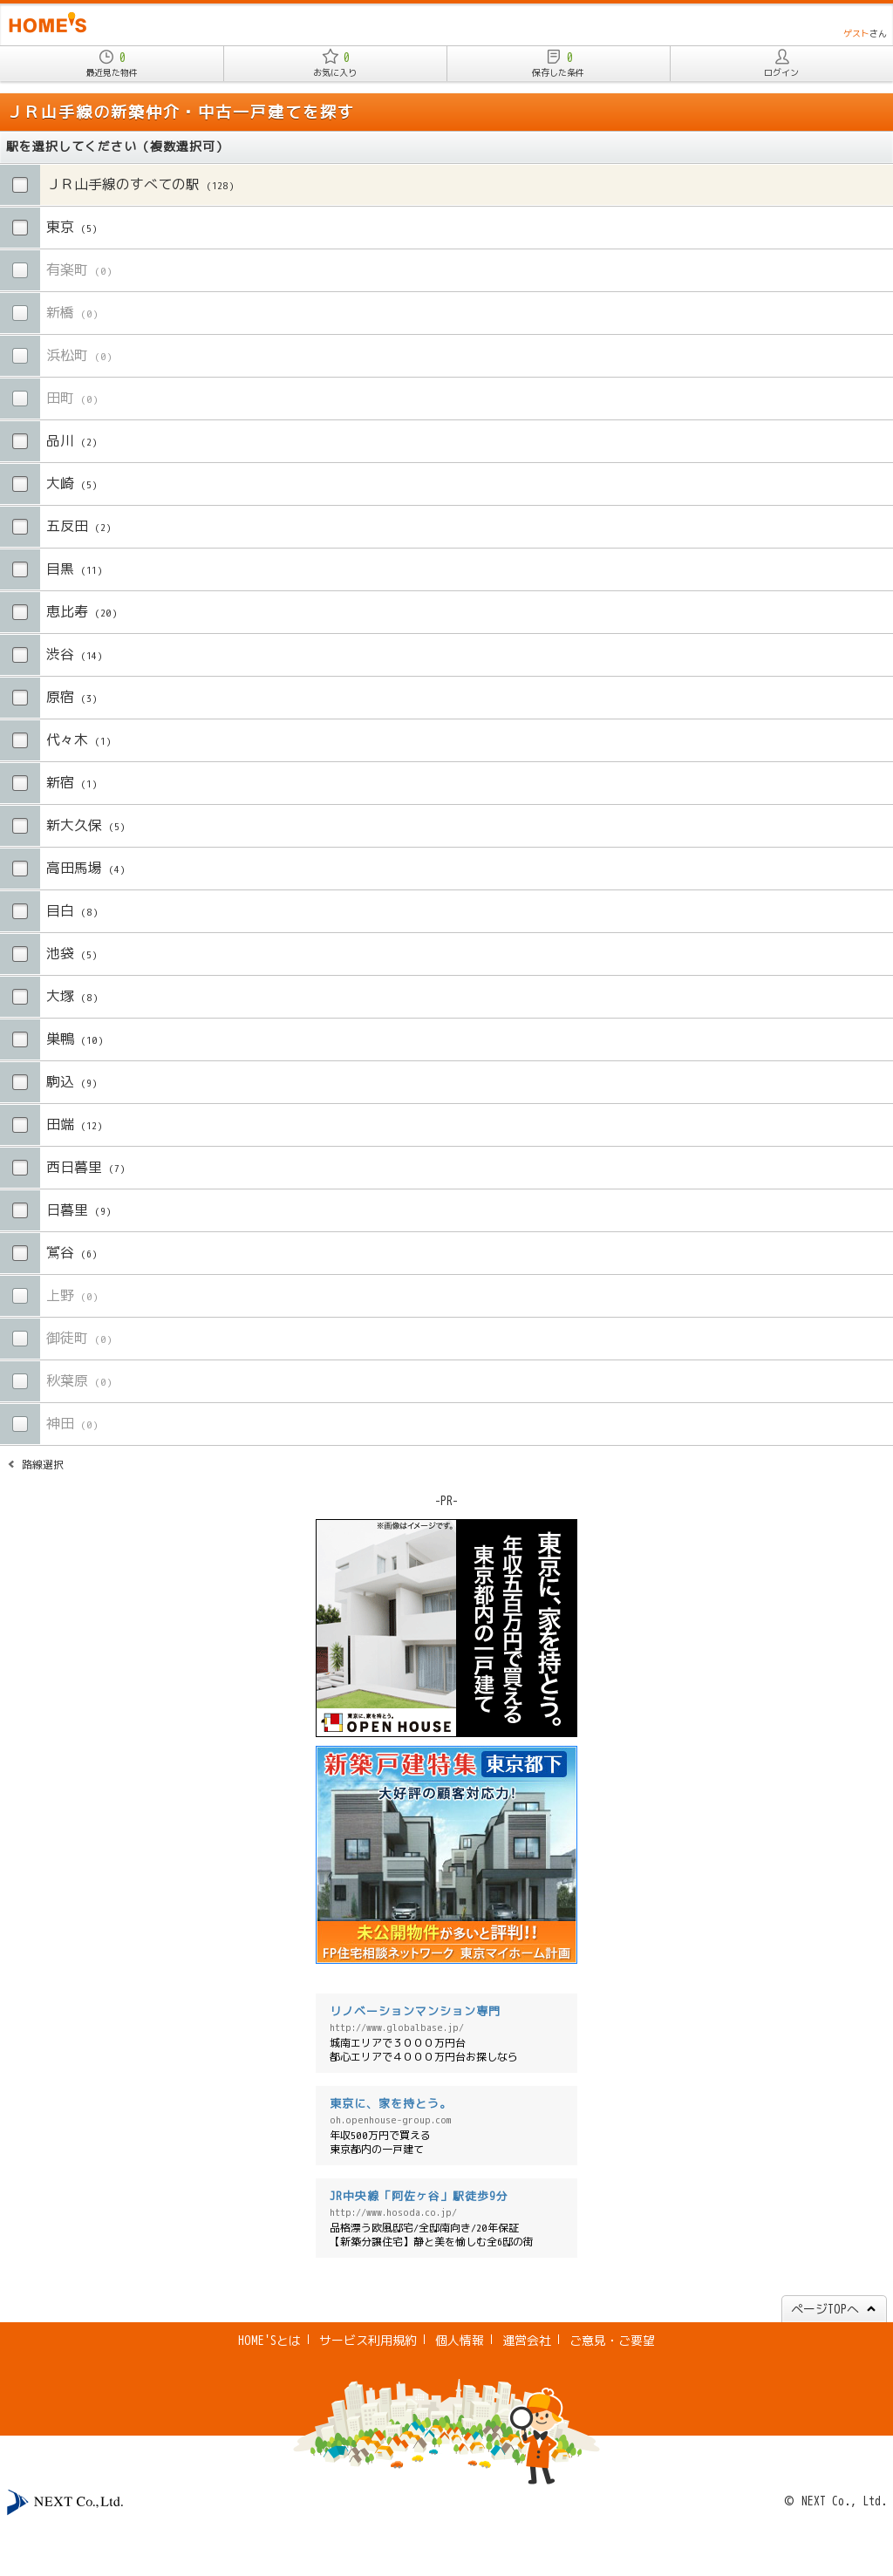 HOME'S
ゲストさん
0
最近見た物件
0
お気に入り
0
保存した条件
ログイン
ＪＲ山手線の新築仲介・中古一戸建てを探す
駅を選択してください（複数選択可）
ＪＲ山手線のすべての駅 (128)
東京 (5)
有楽町 (0)
新橋 (0)
浜松町 (0)
田町 (0)
品川 (2)
大崎 (5)
五反田 (2)
目黒 (11)
恵比寿 (20)
渋谷 (14)
原宿 (3)
代々木 (1)
新宿 (1)
新大久保 (5)
高田馬場 (4)
目白 (8)
池袋 (5)
大塚 (8)
巣鴨 (10)
駒込 (9)
田端 (12)
西日暮里 (7)
日暮里 (9)
鴬谷 (6)
上野 (0)
御徒町 (0)
秋葉原 (0)
神田 (0)
路線選択
-PR-
※画像はイメージです。
東京に、家を持とう。
年収五百万円で買える
東京都内の一戸建て
東京に、家を持とう。
OPEN HOUSE
新築戸建特集 東京都下
大好評の顧客対応力!
未公開物件が多いと評判!!
FP住宅相談ネットワーク 東京マイホーム計画
リノベーションマンション専門
http://www.globalbase.jp/
城南エリアで３０００万円台
都心エリアで４０００万円台お探しなら
東京に、家を持とう。
oh.openhouse-group.com
年収500万円で買える
東京都内の一戸建て
JR中央線「阿佐ヶ谷」駅徒歩9分
http://www.hosoda.co.jp/
品格漂う欧風邸宅/全邸南向き/20年保証
【新築分譲住宅】静と美を愉しむ全6邸の街
ページTOPへ
HOME'Sとは | サービス利用規約 | 個人情報 | 運営会社 | ご意見・ご要望
NEXT Co.,Ltd.
© NEXT Co., Ltd.